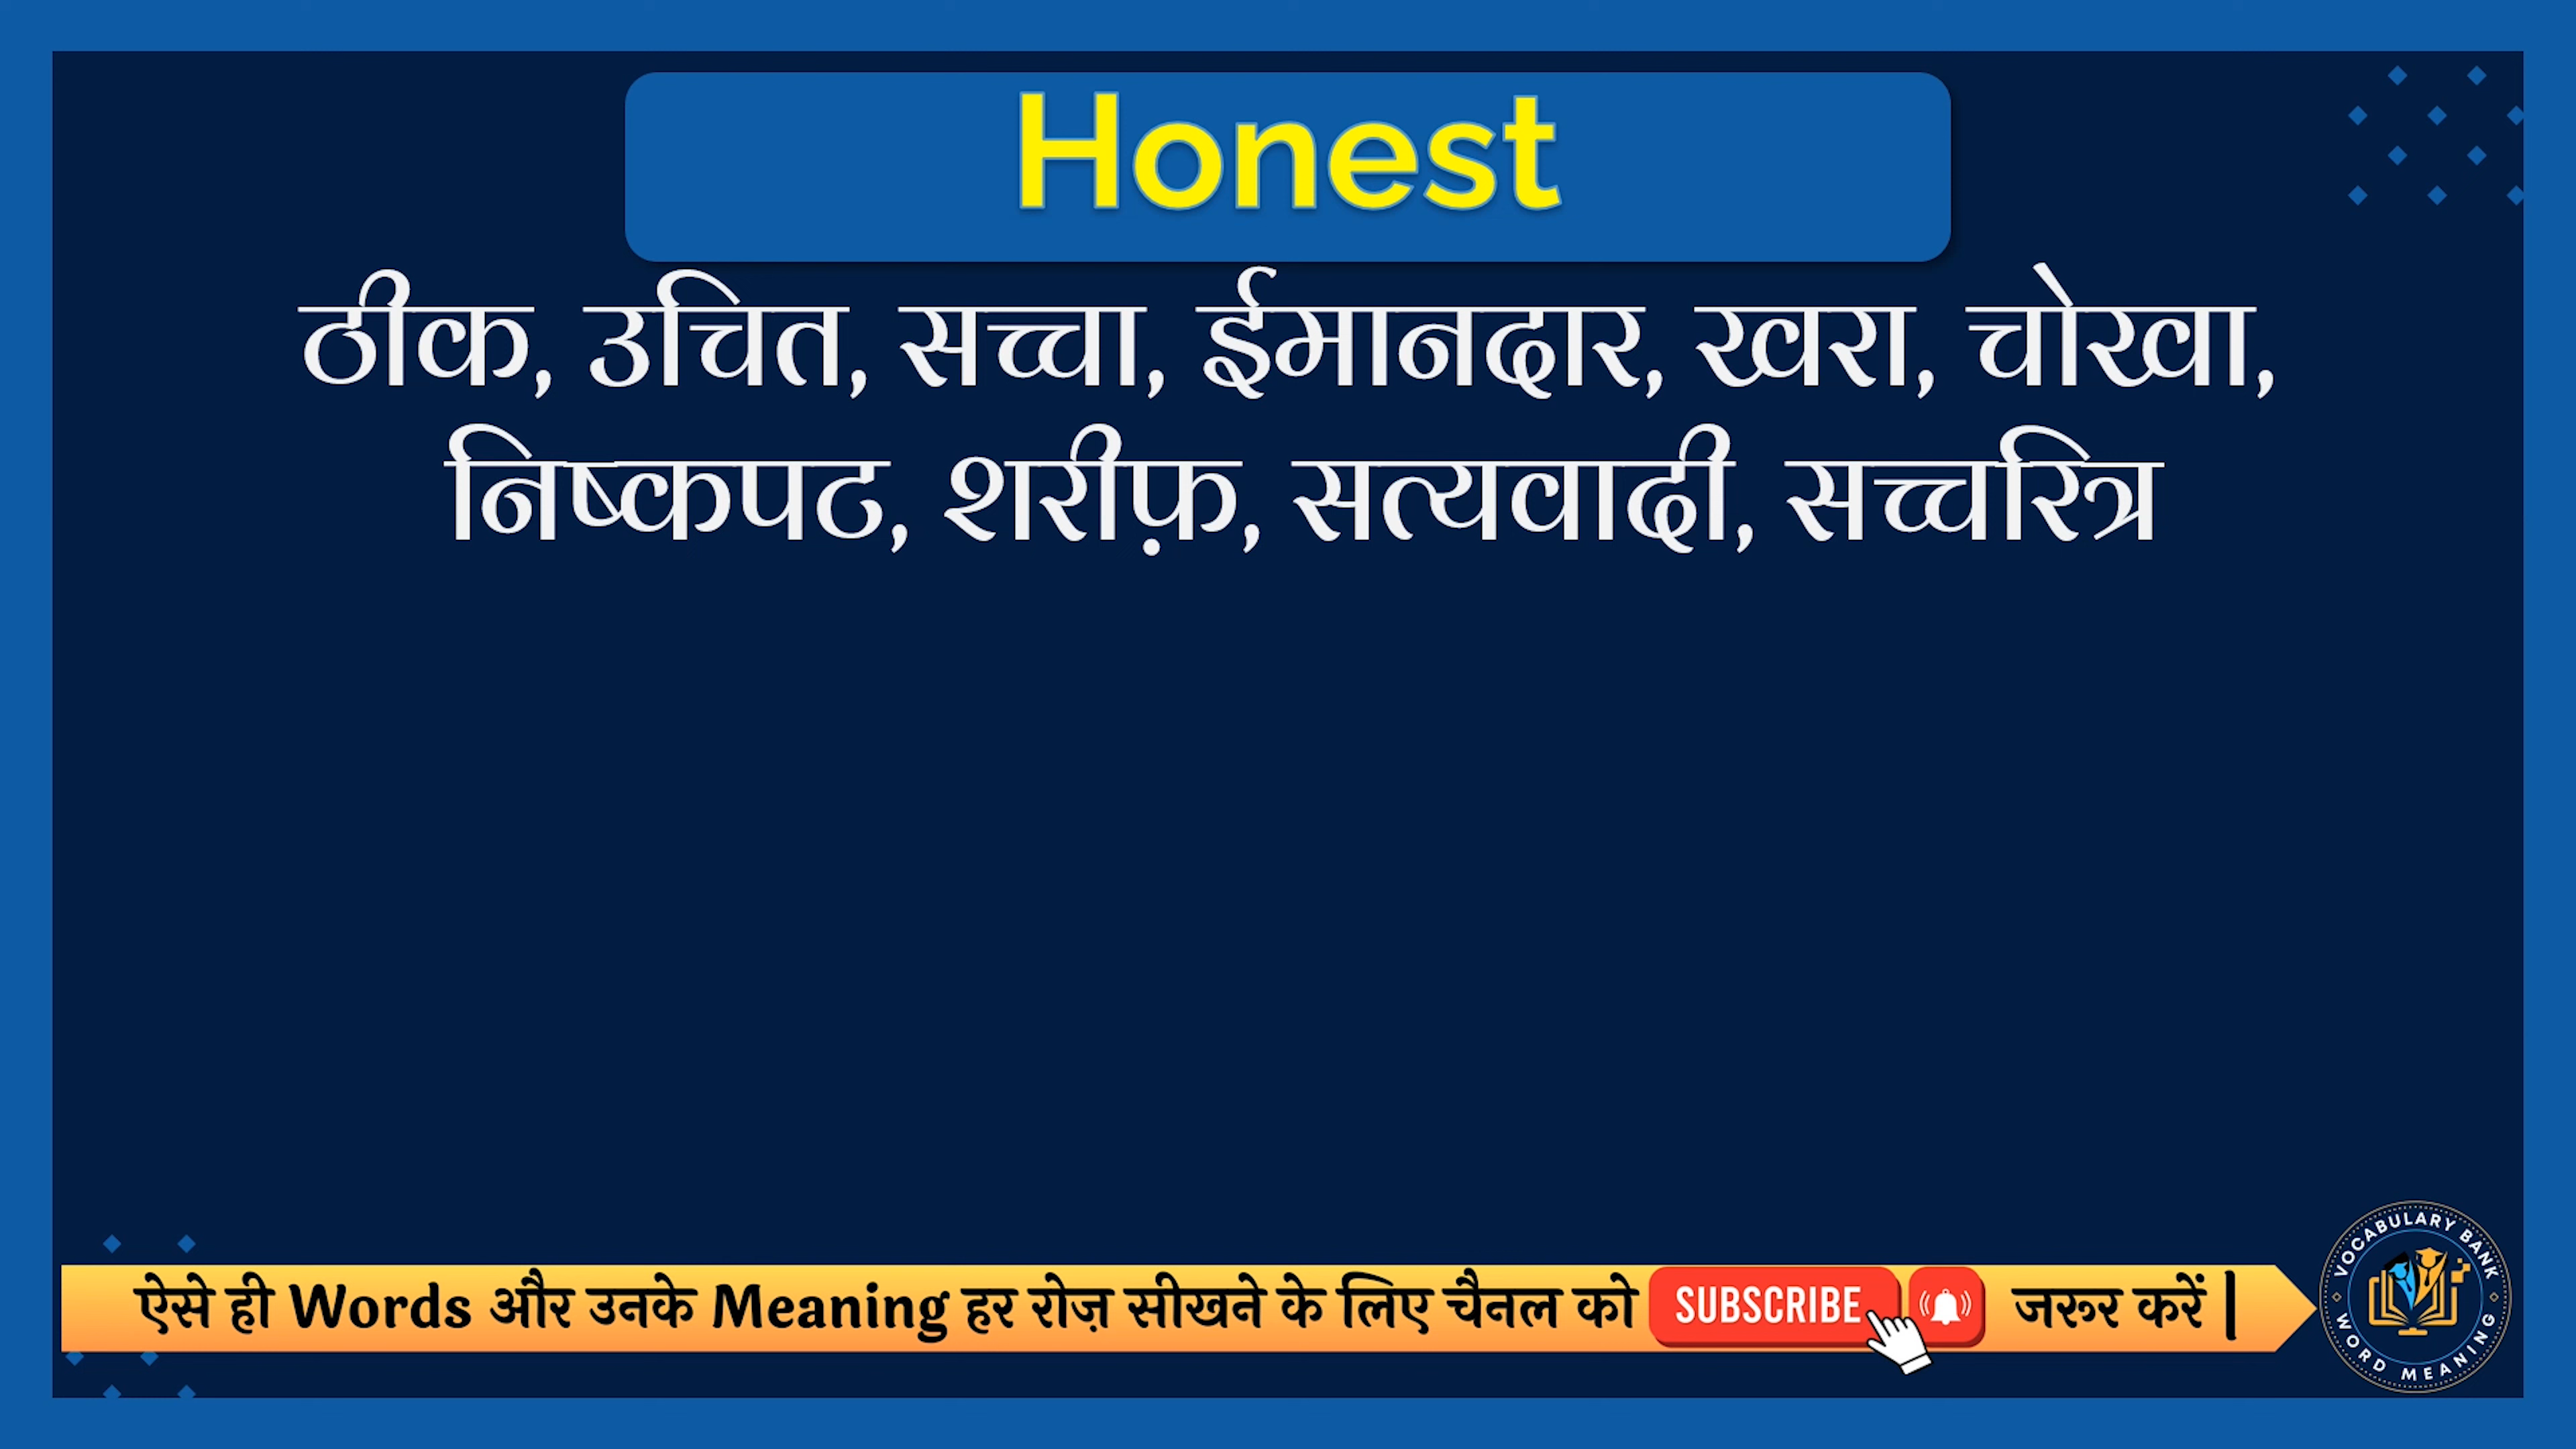 Honest
ठीक, उचित, सच्चा, ईमानदार, खरा, चोखा,
निष्कपट, शरीफ़, सत्यवादी, सच्चरित्र
ऐसे ही Words और उनके Meaning हर रोज़ सीखने के लिए चैनल को SUBSCRIBE जरूर करें |
VOCABULARY BANK
WORD MEANING